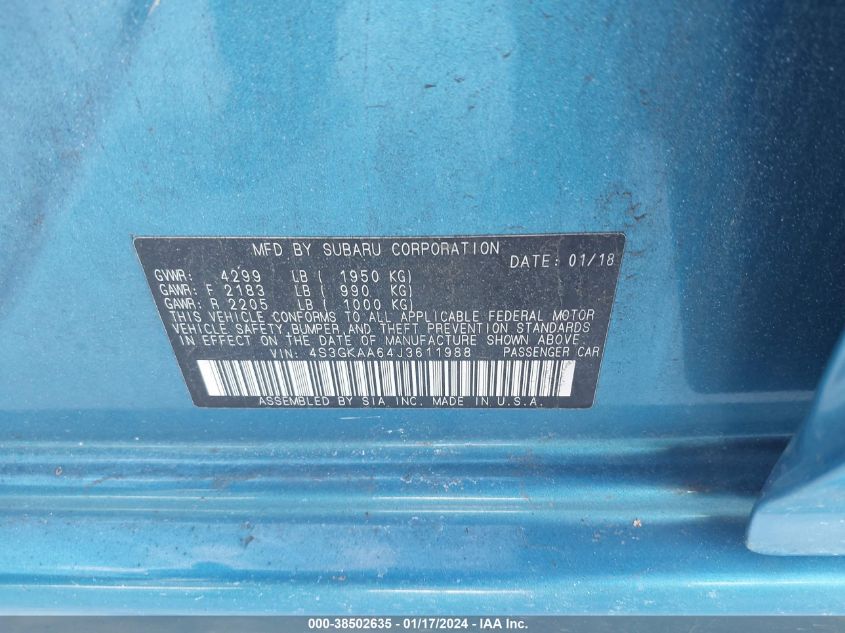 MFD BY SUBARU CORPORATION
DATE: 01/18
GVWR: 4299 LB ( 1950 KG)
GAWR: F 2183 LB ( 990 KG)
GAWR: R 2205 LB ( 1000 KG)
THIS VEHICLE CONFORMS TO ALL APPLICABLE FEDERAL MOTOR
VEHICLE SAFETY, BUMPER, AND THEFT PREVENTION STANDARDS
IN EFFECT ON THE DATE OF MANUFACTURE SHOWN ABOVE.
VIN: 4S3GKAA64J3611988 PASSENGER CAR
ASSEMBLED BY SIA INC. MADE IN U.S.A.
000-38502635 - 01/17/2024 - IAA Inc.